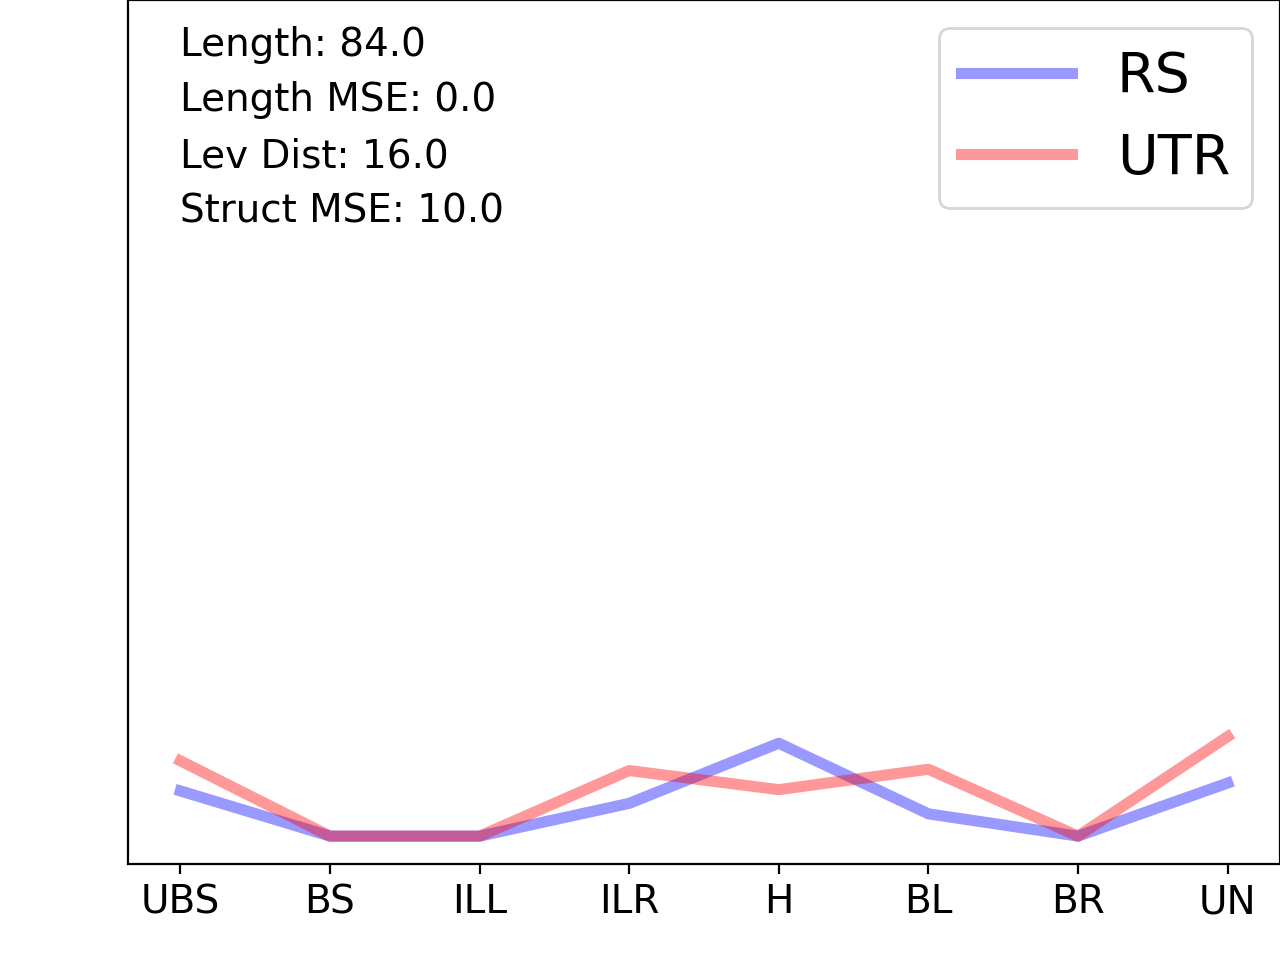 Length: 84.0
Length MSE: 0.0
Lev Dist: 16.0
Struct MSE: 10.0
RS
UTR
UBS BS ILL ILR H BL BR UN